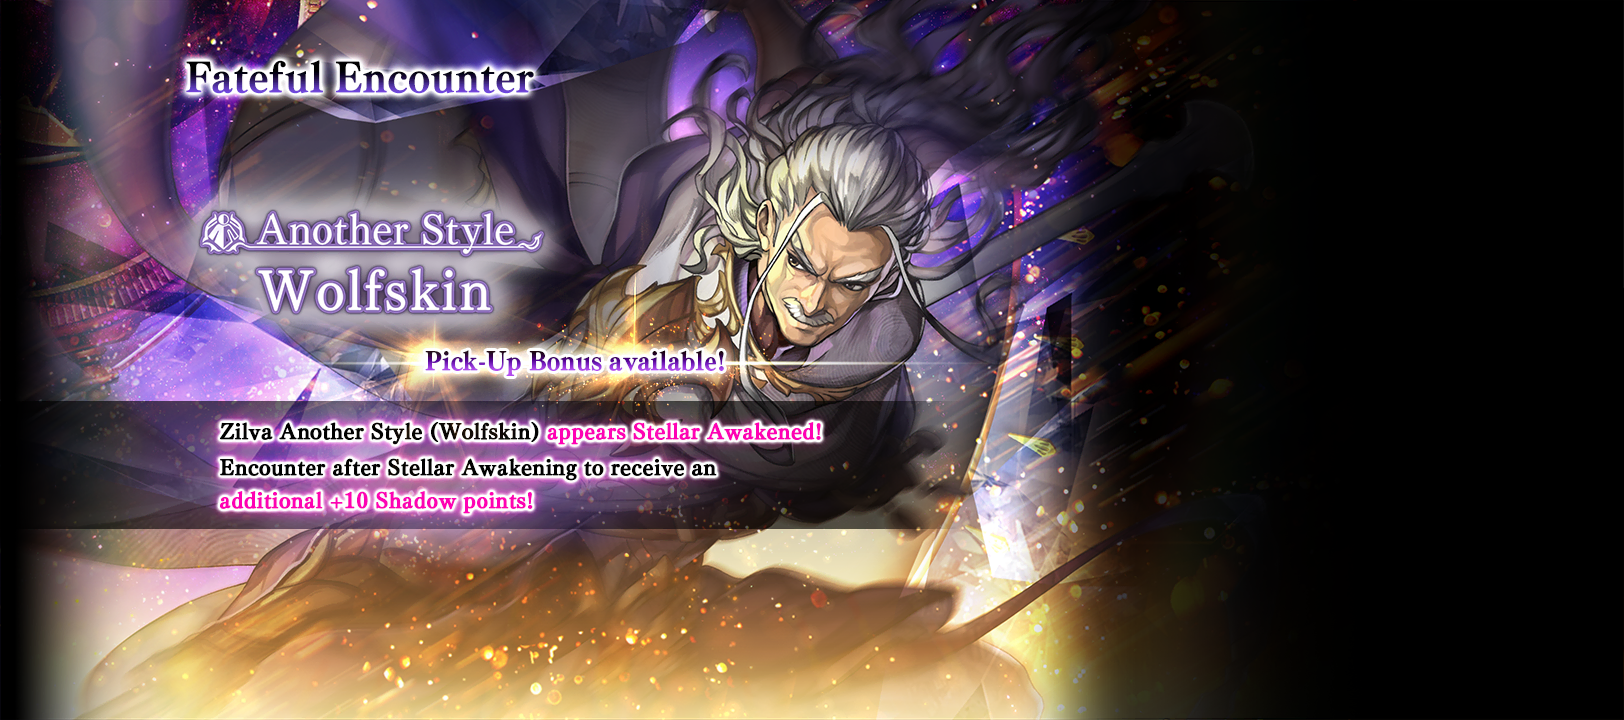 Fateful Encounter
Another Style
Wolfskin
Pick-Up Bonus available!
Zilva Another Style (Wolfskin) appears Stellar Awakened!
Encounter after Stellar Awakening to receive an
additional +10 Shadow points!